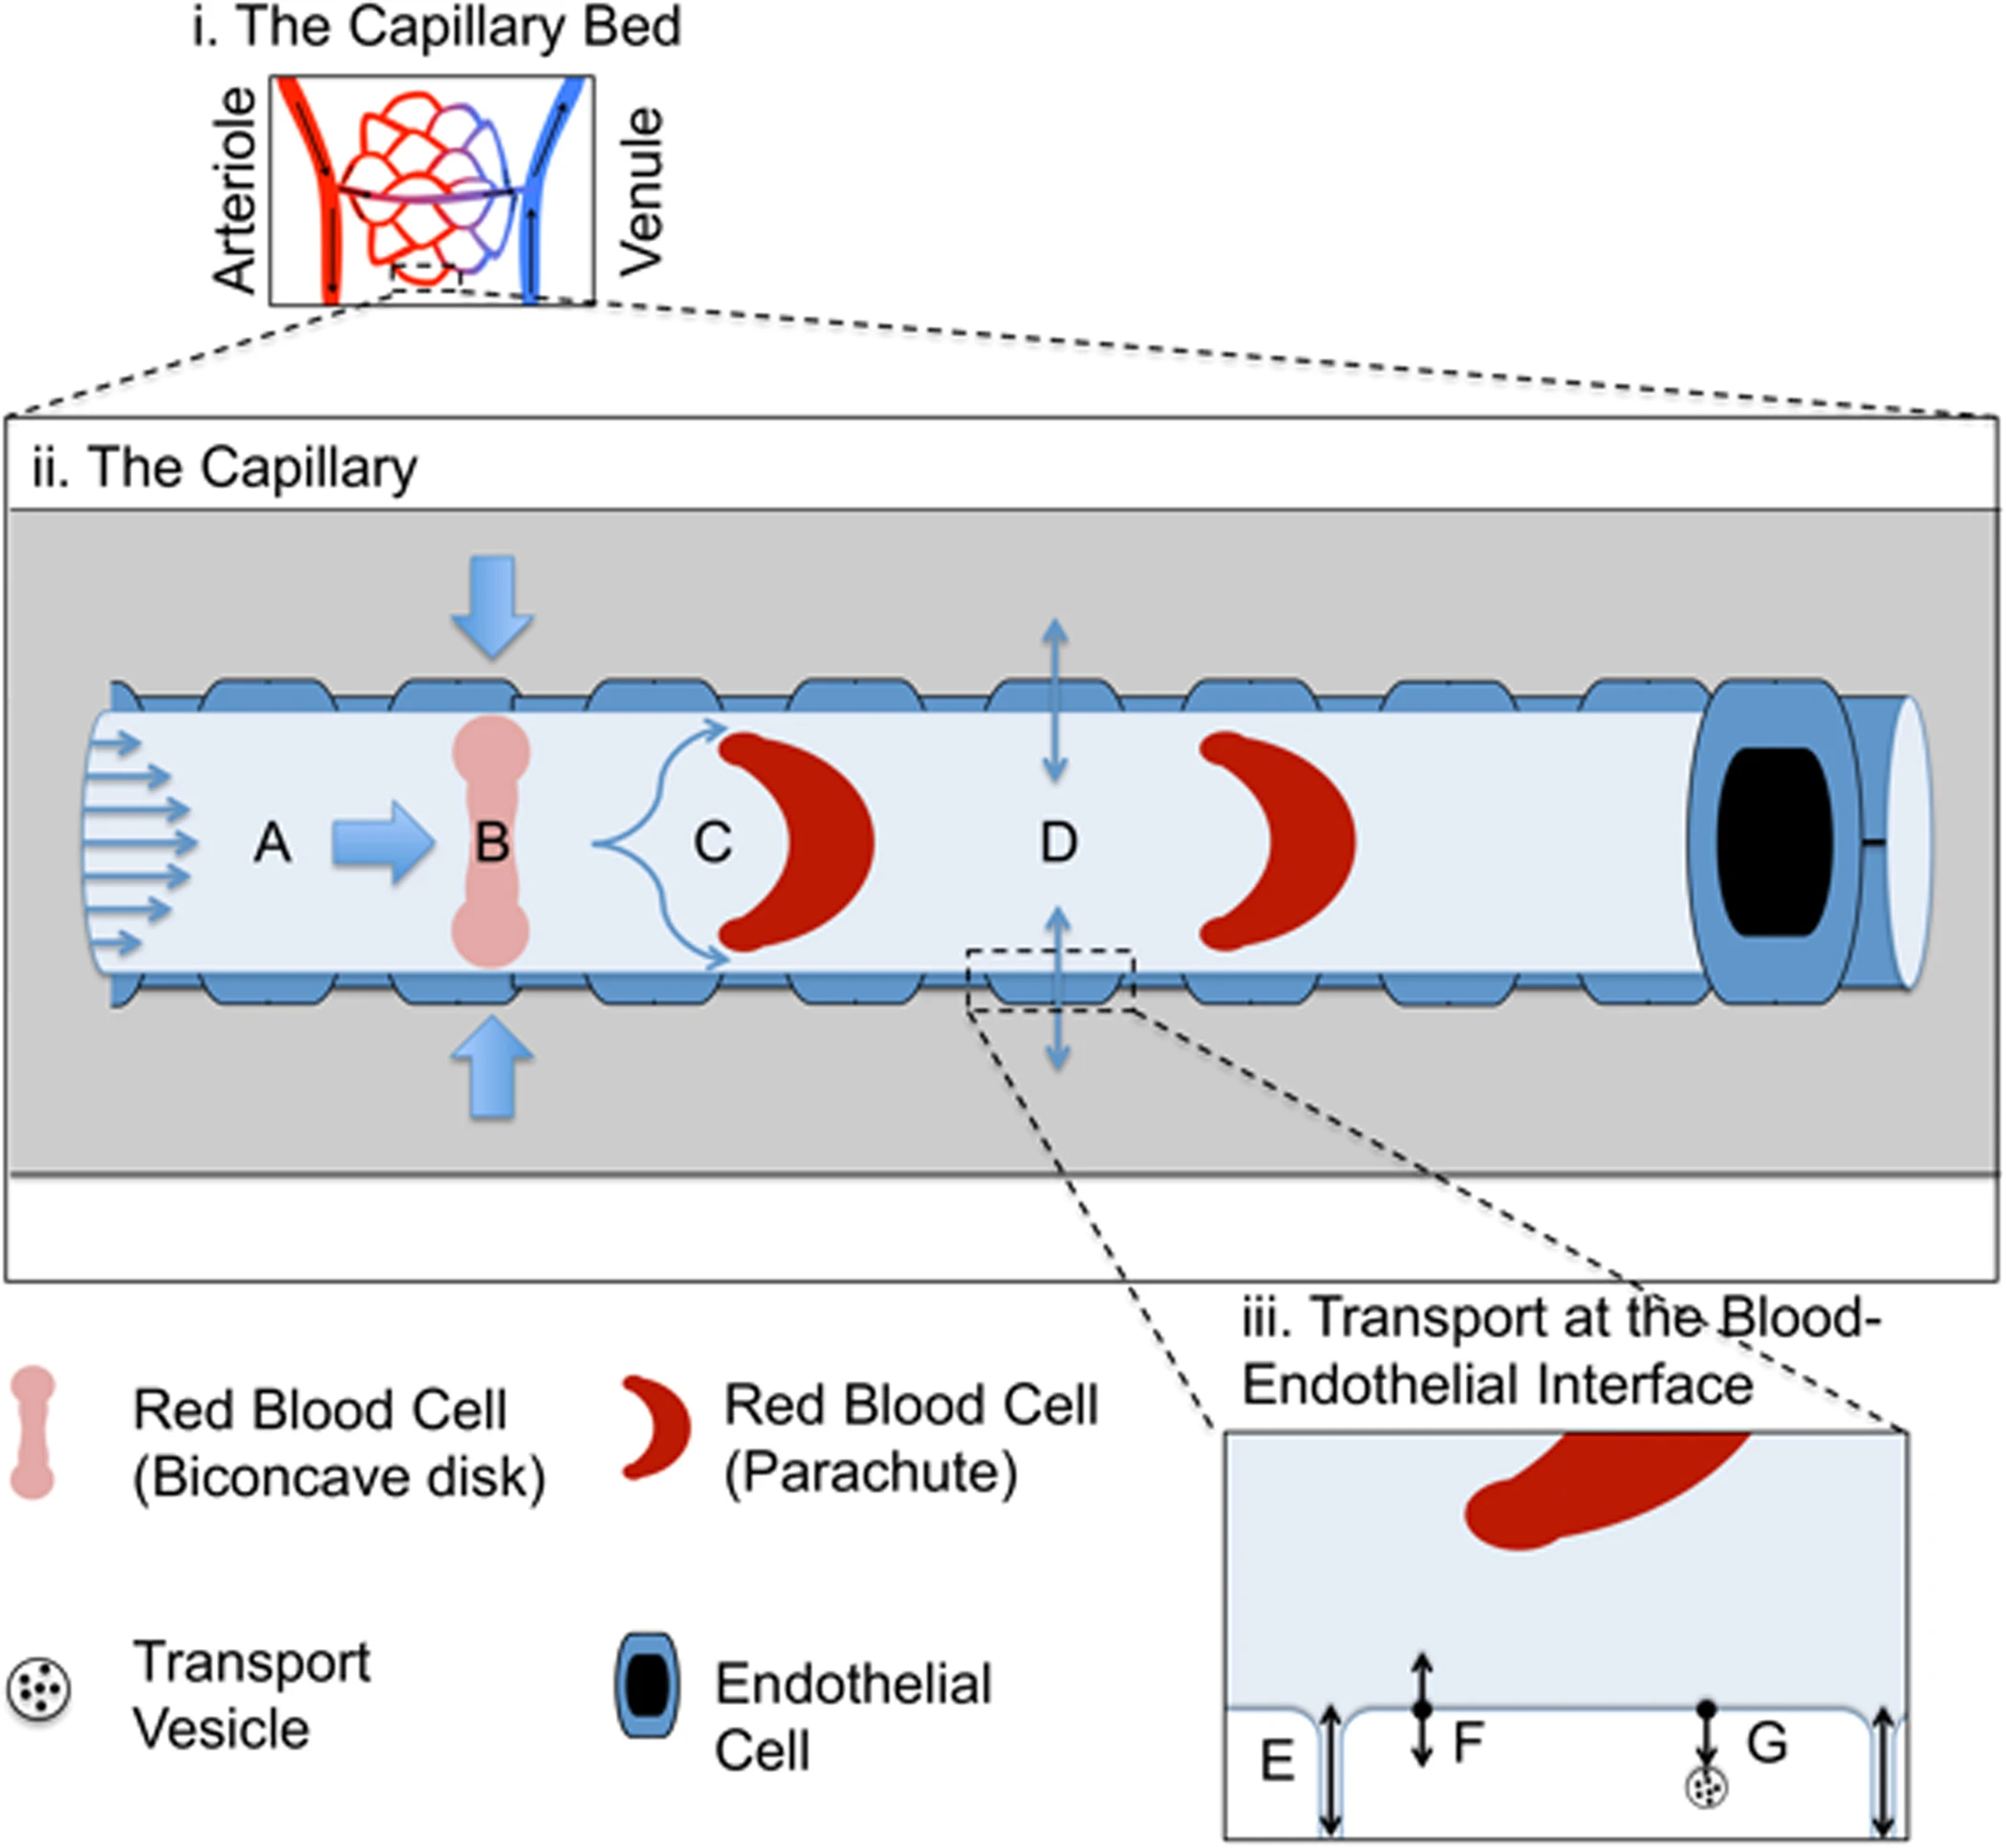 i. The Capillary Bed
Arteriole
Venule
ii. The Capillary
A
B
C
D
iii. Transport at the Blood-
Endothelial Interface
Red Blood Cell
(Biconcave disk)
Red Blood Cell
(Parachute)
Transport
Vesicle
Endothelial
Cell
E
F
G